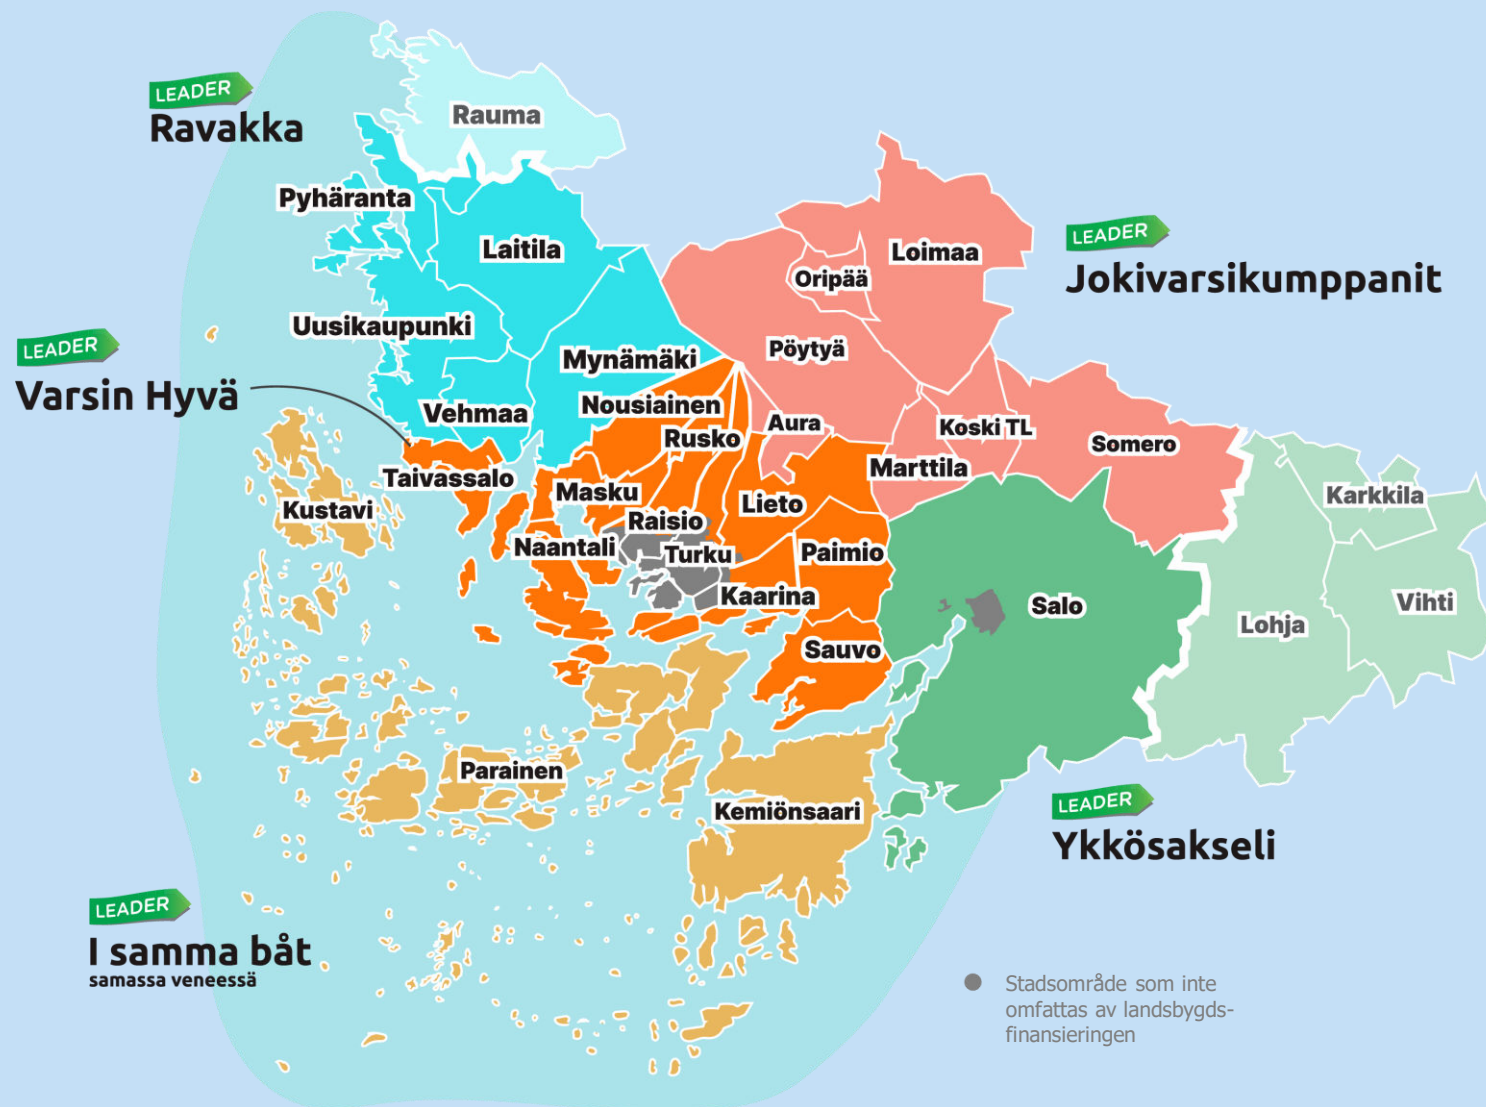 LEADER
Ravakka
Rauma
Pyhäranta
Laitila
Loimaa
LEADER
Jokivarsikumppanit
Oripää
Uusikaupunki
LEADER
Varsin Hyvä
Mynämäki
Pöytyä
Vehmaa
Nousiainen
Rusko
Aura
Koski TL
Somero
Taivassalo
Masku
Marttila
Karkkila
Kustavi
Lieto
Raisio
Naantali
Turku
Paimio
Kaarina
Salo
Lohja
Vihti
Sauvo
Parainen
Kemiönsaari
LEADER
Ykkösakseli
LEADER
I samma båt
samassa veneessä
Stadsområde som inte
omfattas av landsbygds-
finansieringen